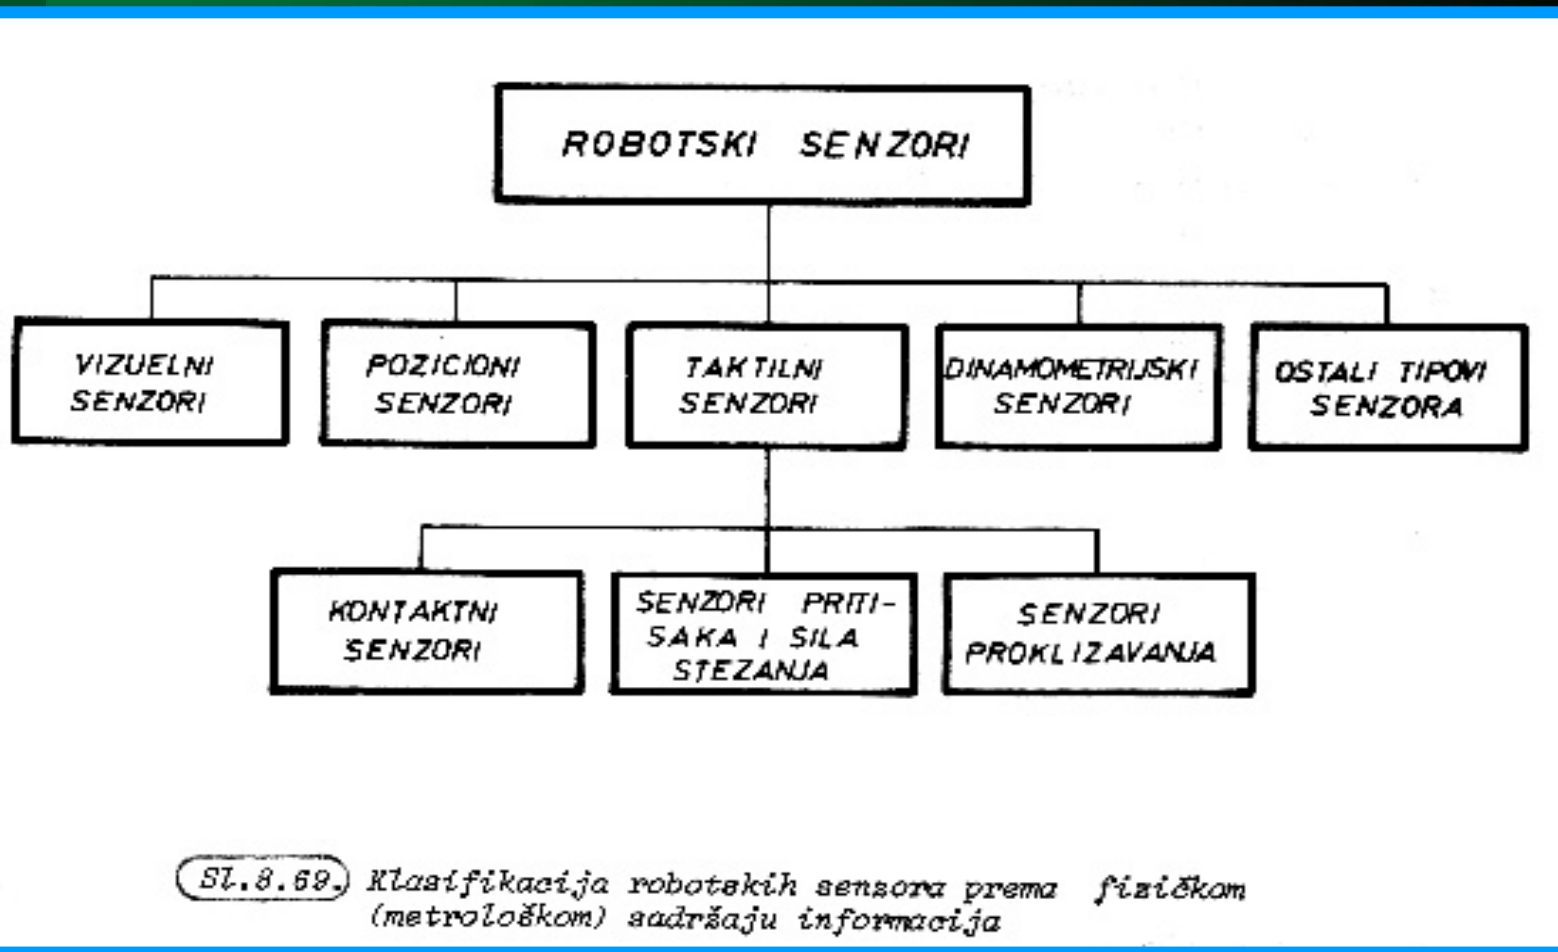 ROBOTSKI SENZORI
VIZUELNI
SENZORI
POZICIONI
SENZORI
TAKTILNI
SENZORI
DINAMOMETRIJSKI
SENZORI
OSTALI TIPOVI
SENZORA
KONTAKTNI
SENZORI
SENZORI PRITI-
SAKA I SILA
STEZANJA
SENZORI
PROKLIZAVANJA
Sl.8.69. Klasifikacija robotskih senzora prema fizičkom
(metrološkom) sadržaju informacija